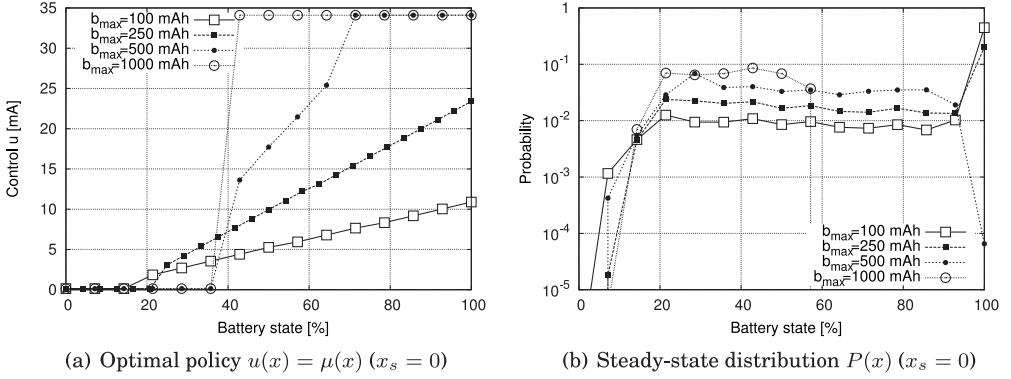 35
30
25
20
15
10
5
0
Control u [mA]
b_max=100 mAh
b_max=250 mAh
b_max=500 mAh
b_max=1000 mAh
0 20 40 60 80 100
Battery state [%]
(a) Optimal policy u(x) = μ(x) (x_s = 0)
1
10^-1
10^-2
10^-3
10^-4
10^-5
Probability
b_max=100 mAh
b_max=250 mAh
b_max=500 mAh
b_max=1000 mAh
0 20 40 60 80 100
Battery state [%]
(b) Steady-state distribution P(x) (x_s = 0)